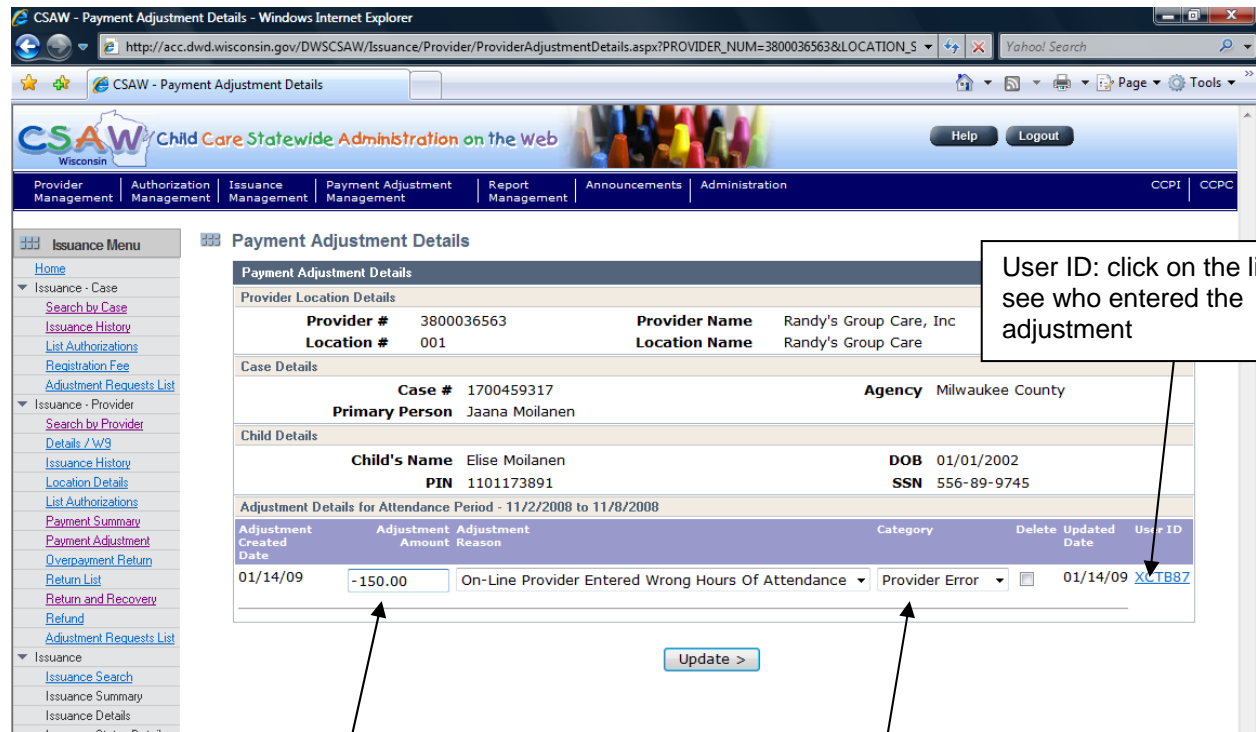 CSAW - Payment Adjustment Details - Windows Internet Explorer
http://acc.dwd.wisconsin.gov/DWSCSAW/Issuance/Provider/ProviderAdjustmentDetails.aspx?PROVIDER_NUM=3800036563&LOCATION_S
Yahoo! Search
CSAW - Payment Adjustment Details
Page Tools
CSAW Wisconsin Child Care Statewide Administration on the Web
Help Logout
Provider Management Authorization Management Issuance Management Payment Adjustment Management Report Management Announcements Administration CCPI CCPC
Issuance Menu
Home
Issuance - Case
Search by Case
Issuance History
List Authorizations
Registration Fee
Adjustment Requests List
Issuance - Provider
Search by Provider
Details / W9
Issuance History
Location Details
List Authorizations
Payment Summary
Payment Adjustment
Overpayment Return
Return List
Return and Recovery
Refund
Adjustment Requests List
Issuance
Issuance Search
Issuance Summary
Issuance Details
Payment Adjustment Details
Payment Adjustment Details
Provider Location Details
Provider # 3800036563 Provider Name Randy's Group Care, Inc
Location # 001 Location Name Randy's Group Care
Case Details
Case # 1700459317 Agency Milwaukee County
Primary Person Jaana Moilanen
Child Details
Child's Name Elise Moilanen DOB 01/01/2002
PIN 1101173891 SSN 556-89-9745
Adjustment Details for Attendance Period - 11/2/2008 to 11/8/2008
Adjustment Created Date Adjustment Amount Adjustment Reason Category Delete Updated Date User ID
01/14/09 -150.00 On-Line Provider Entered Wrong Hours Of Attendance Provider Error 01/14/09 XCTB87
Update >
User ID: click on the li
see who entered the
adjustment